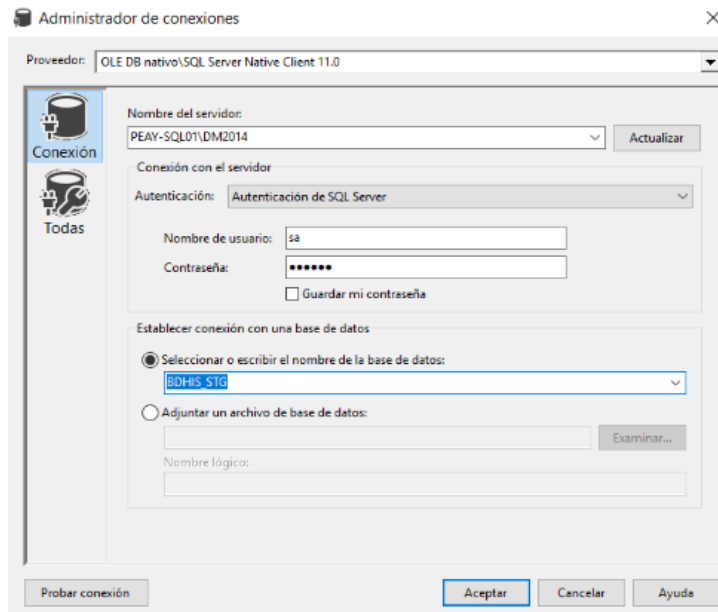 Administrador de conexiones
Proveedor: OLE DB nativo\SQL Server Native Client 11.0
Conexión
Todas
Nombre del servidor:
PEAY-SQL01\DM2014
Actualizar
Conexión con el servidor
Autenticación: Autenticación de SQL Server
Nombre de usuario: sa
Contraseña: ••••••
Guardar mi contraseña
Establecer conexión con una base de datos
Seleccionar o escribir el nombre de la base de datos:
BDHIS_STG
Adjuntar un archivo de base de datos:
Examinar...
Nombre lógico:
Probar conexión Aceptar Cancelar Ayuda